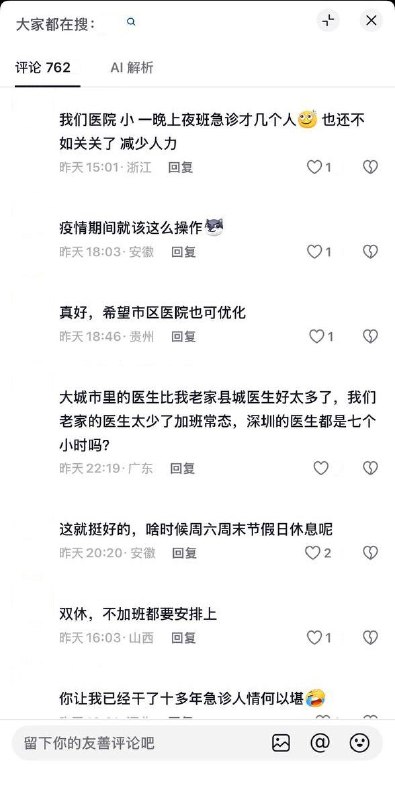 大家都在搜：
评论 762
AI 解析
我们医院 小 一晚上夜班急诊才几个人 也还不
如关关了 减少人力
昨天 15:01 · 浙江 回复
1
疫情期间就该这么操作
昨天 18:03 · 安徽 回复
1
真好，希望市区医院也可优化
昨天 18:46 · 贵州 回复
1
大城市里的医生比我老家县城医生好太多了，我们
老家的医生太少了加班常态，深圳的医生都是七个
小时吗?
昨天 22:19 · 广东 回复
这就挺好的，啥时候周六周末节假日休息呢
昨天 20:20 · 安徽 回复
2
双休，不加班都要安排上
昨天 16:03 · 山西 回复
1
你让我已经干了十多年急诊人情何以堪
留下你的友善评论吧